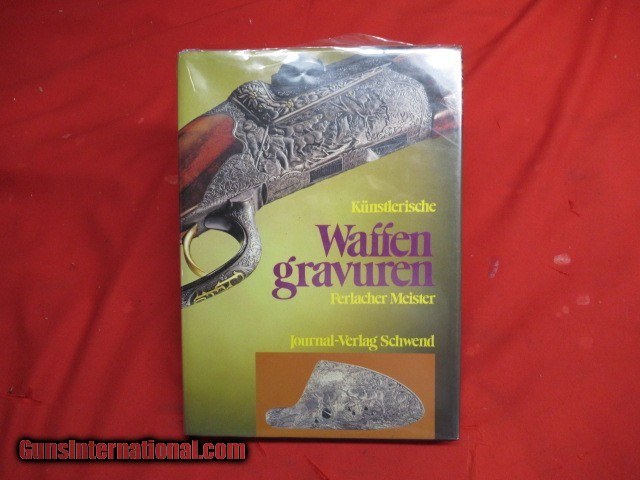 Künstlerische
Waffen
gravuren
Ferlacher Meister
Journal-Verlag Schwend
GunsInternational.com